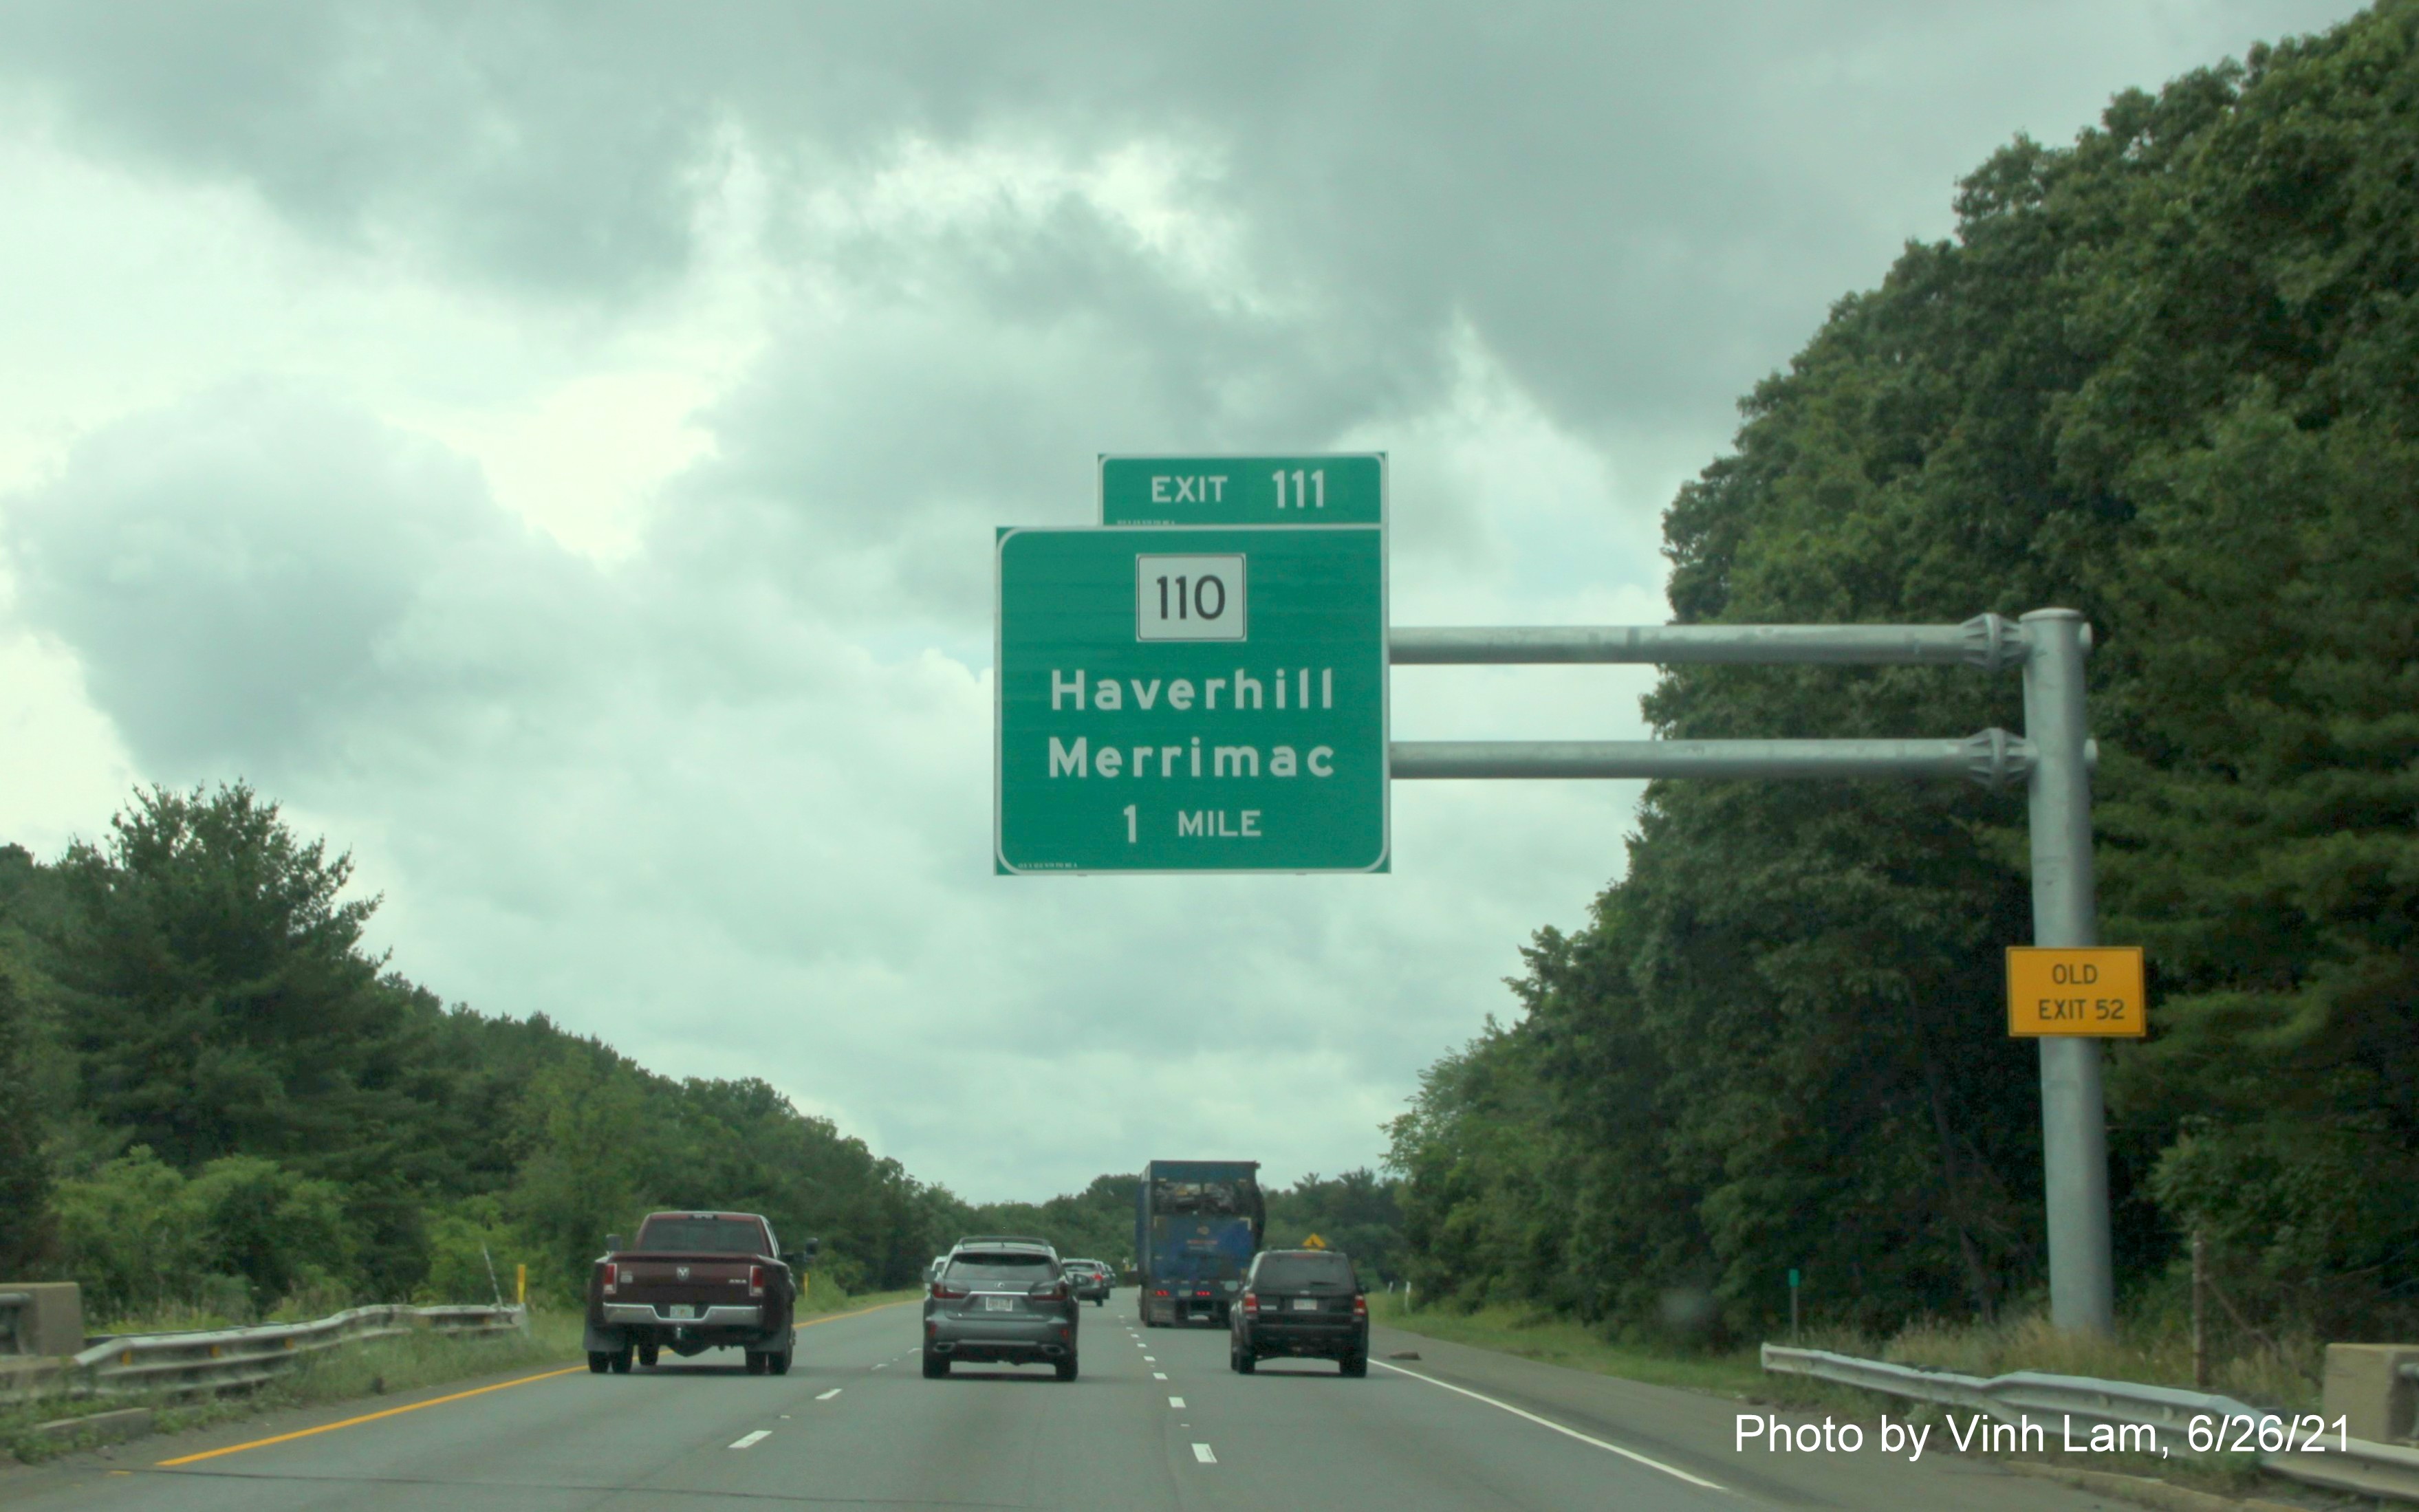 EXIT 111
110
Haverhill
Merrimac
1 MILE
OLD
EXIT 52
Photo by Vinh Lam, 6/26/21